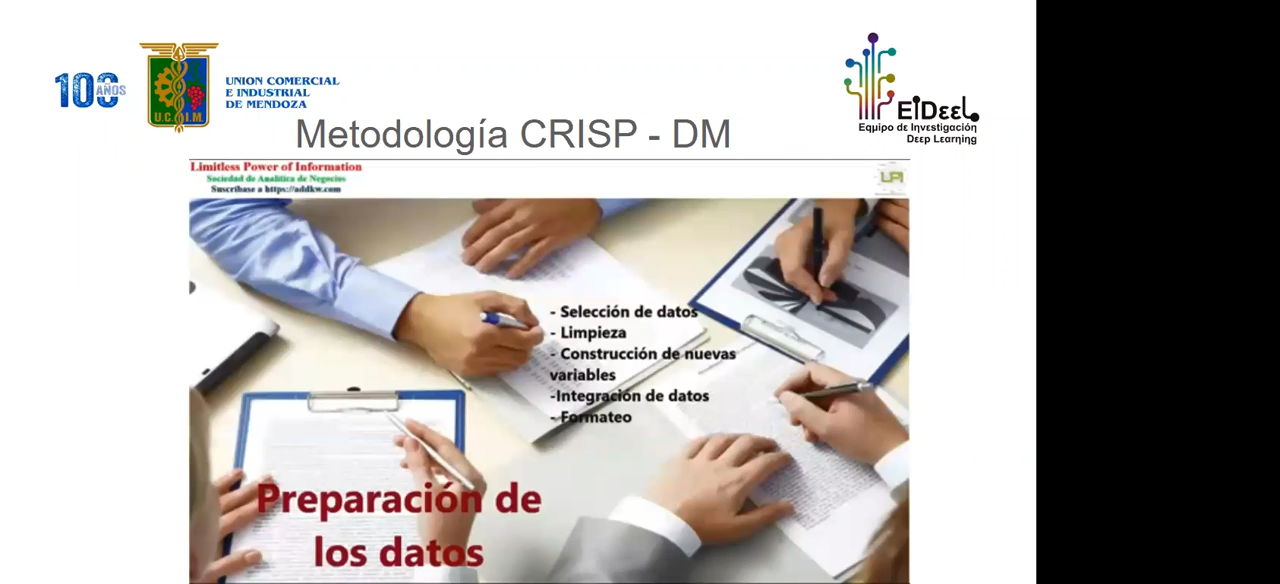 100 AÑOS
U.C.I.M.
UNION COMERCIAL
E INDUSTRIAL
DE MENDOZA
EIDeeL
Equipo de Investigación
Deep Learning
Metodología CRISP - DM
Limitless Power of Information
Sociedad de Analítica de Negocios
Suscribase a https://addkw.com
LPI
- Selección de datos
- Limpieza
- Construcción de nuevas
variables
-Integración de datos
- Formateo
Preparación de
los datos